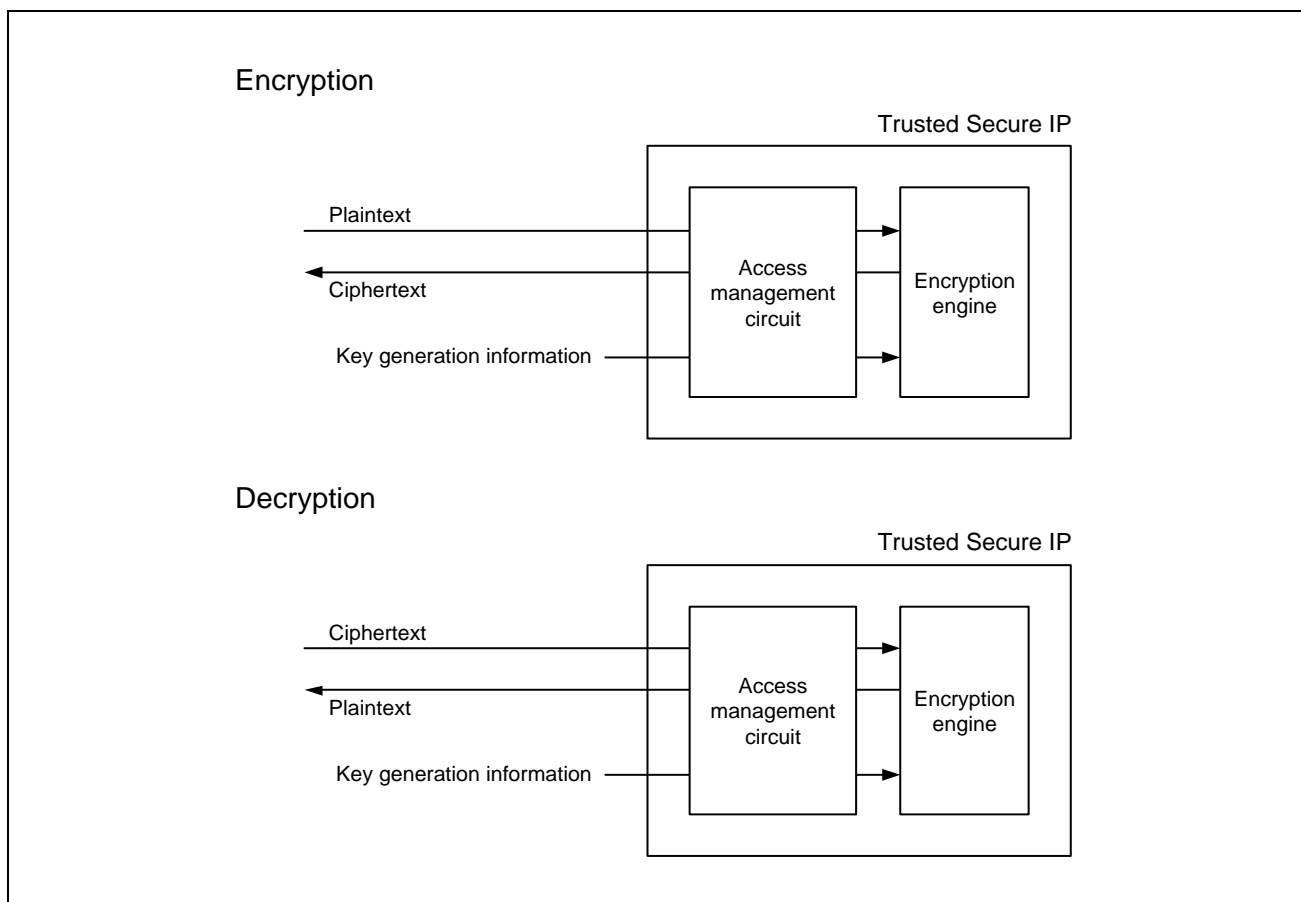 Encryption
Trusted Secure IP
Plaintext
Ciphertext
Key generation information
Access
management
circuit
Encryption
engine
Decryption
Trusted Secure IP
Ciphertext
Plaintext
Key generation information
Access
management
circuit
Encryption
engine